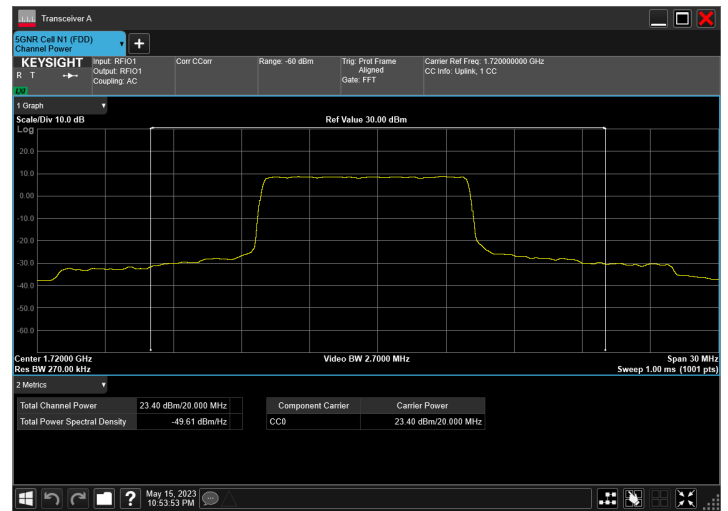 Transceiver A
5GNR Cell N1 (FDD)
Channel Power
KEYSIGHT
R T
LXI
Input: RFIO1
Output: RFIO1
Coupling: AC
Corr CCorr
Range: -60 dBm
Trig: Prot Frame
Aligned
Gate: FFT
Carrier Ref Freq: 1.720000000 GHz
CC Info: Uplink, 1 CC
1 Graph
Scale/Div 10.0 dB
Ref Value 30.00 dBm
Log
20.0
10.0
0.00
-10.0
-20.0
-30.0
-40.0
-50.0
-60.0
Center 1.72000 GHz
Video BW 2.7000 MHz
Span 30 MHz
Res BW 270.00 kHz
Sweep 1.00 ms (1001 pts)
2 Metrics
Total Channel Power 23.40 dBm/20.000 MHz
Total Power Spectral Density -49.61 dBm/Hz
Component Carrier Carrier Power
CC0 23.40 dBm/20.000 MHz
?
May 15, 2023
10:53:53 PM